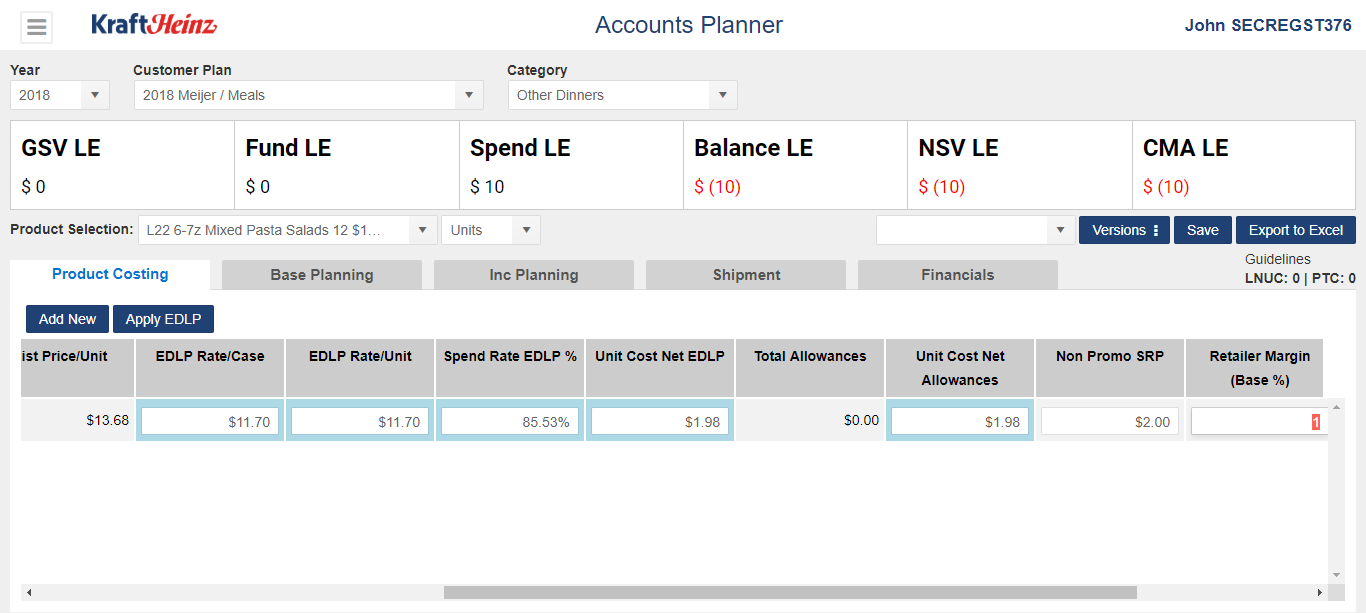 KraftHeinz
Accounts Planner
John SECREGST376
Year
Customer Plan
Category
2018
2018 Meijer / Meals
Other Dinners
GSV LE
Fund LE
Spend LE
Balance LE
NSV LE
CMA LE
$ 0
$ 0
$ 10
$ (10)
$ (10)
$ (10)
Product Selection:
L22 6-7z Mixed Pasta Salads 12 $1...
Units
Versions
Save
Export to Excel
Product Costing
Base Planning
Inc Planning
Shipment
Financials
Guidelines
LNUC: 0 | PTC: 0
Add New
Apply EDLP
ist Price/Unit
EDLP Rate/Case
EDLP Rate/Unit
Spend Rate EDLP %
Unit Cost Net EDLP
Total Allowances
Unit Cost Net
Allowances
Non Promo SRP
Retailer Margin
(Base %)
$13.68
$11.70
$11.70
85.53%
$1.98
$0.00
$1.98
$2.00
1